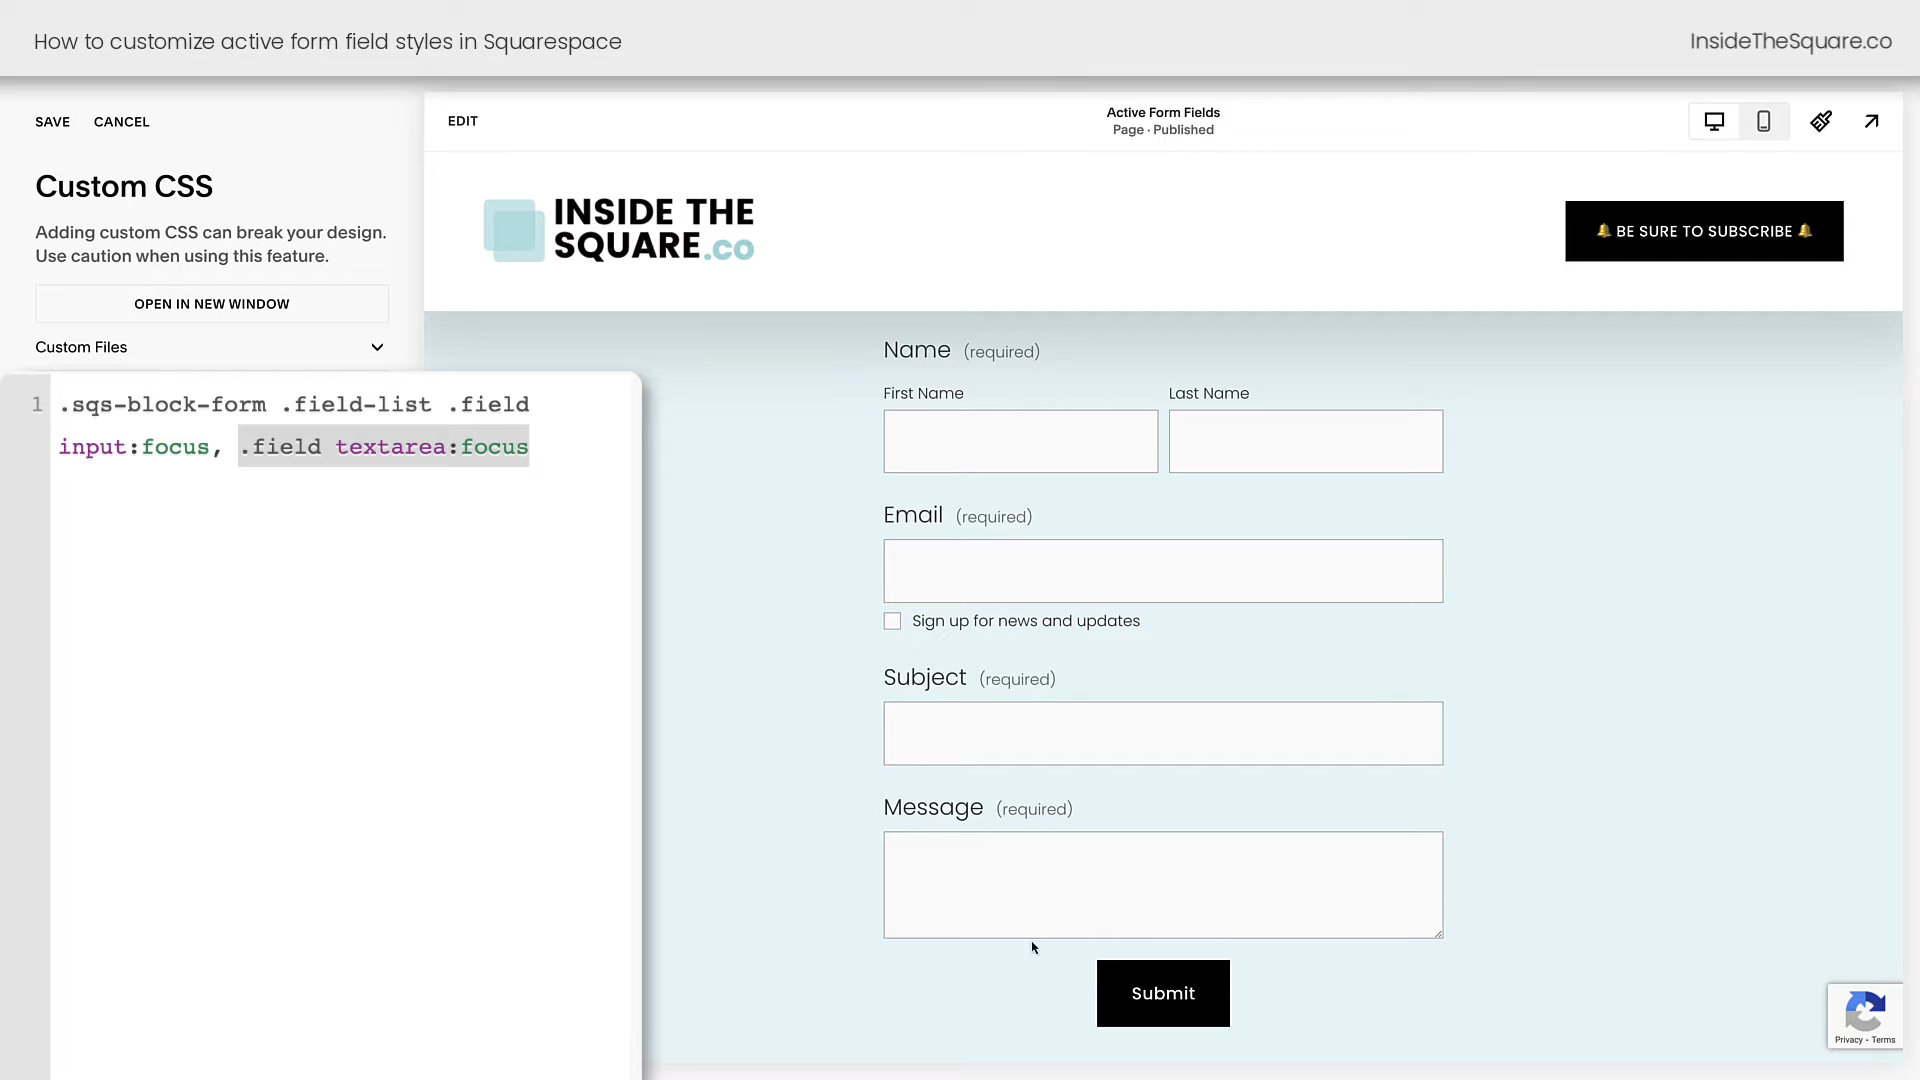 How to customize active form field styles in Squarespace
InsideTheSquare.co
SAVE CANCEL
Custom CSS
Adding custom CSS can break your design.
Use caution when using this feature.
OPEN IN NEW WINDOW
Custom Files
1 .sqs-block-form .field-list .field
input:focus, .field textarea:focus
EDIT
Active Form Fields
Page · Published
INSIDE THE
SQUARE.co
🔔 BE SURE TO SUBSCRIBE 🔔
Name (required)
First Name Last Name
Email (required)
Sign up for news and updates
Subject (required)
Message (required)
Submit
Privacy - Terms